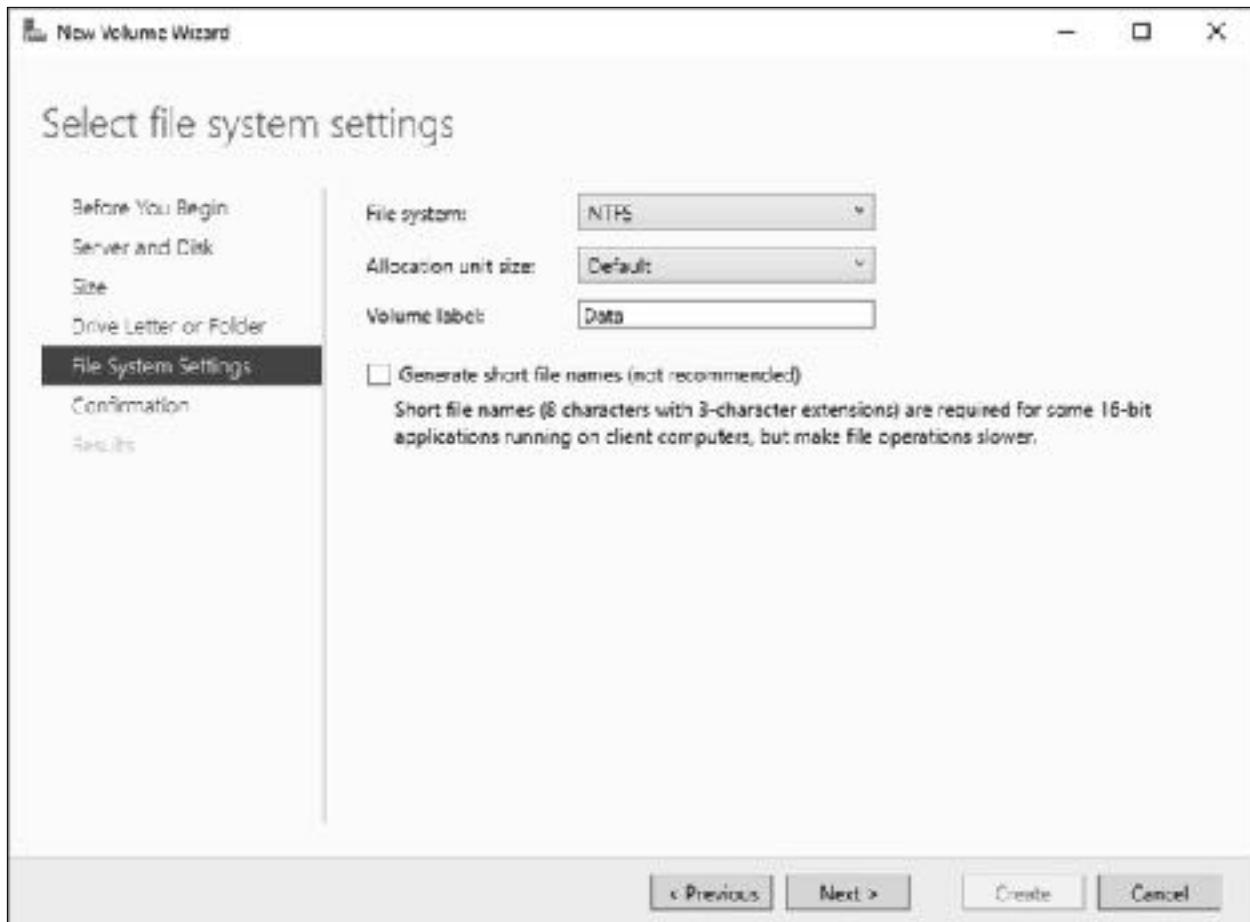 New Volume Wizard
Select file system settings
Before You Begin
Server and Disk
Size
Drive Letter or Folder
File System Settings
Confirmation
Results
File system: NTFS
Allocation unit size: Default
Volume label: Data
Generate short file names (not recommended)
Short file names (8 characters with 3-character extensions) are required for some 16-bit
applications running on client computers, but make file operations slower.
< Previous Next > Create Cancel